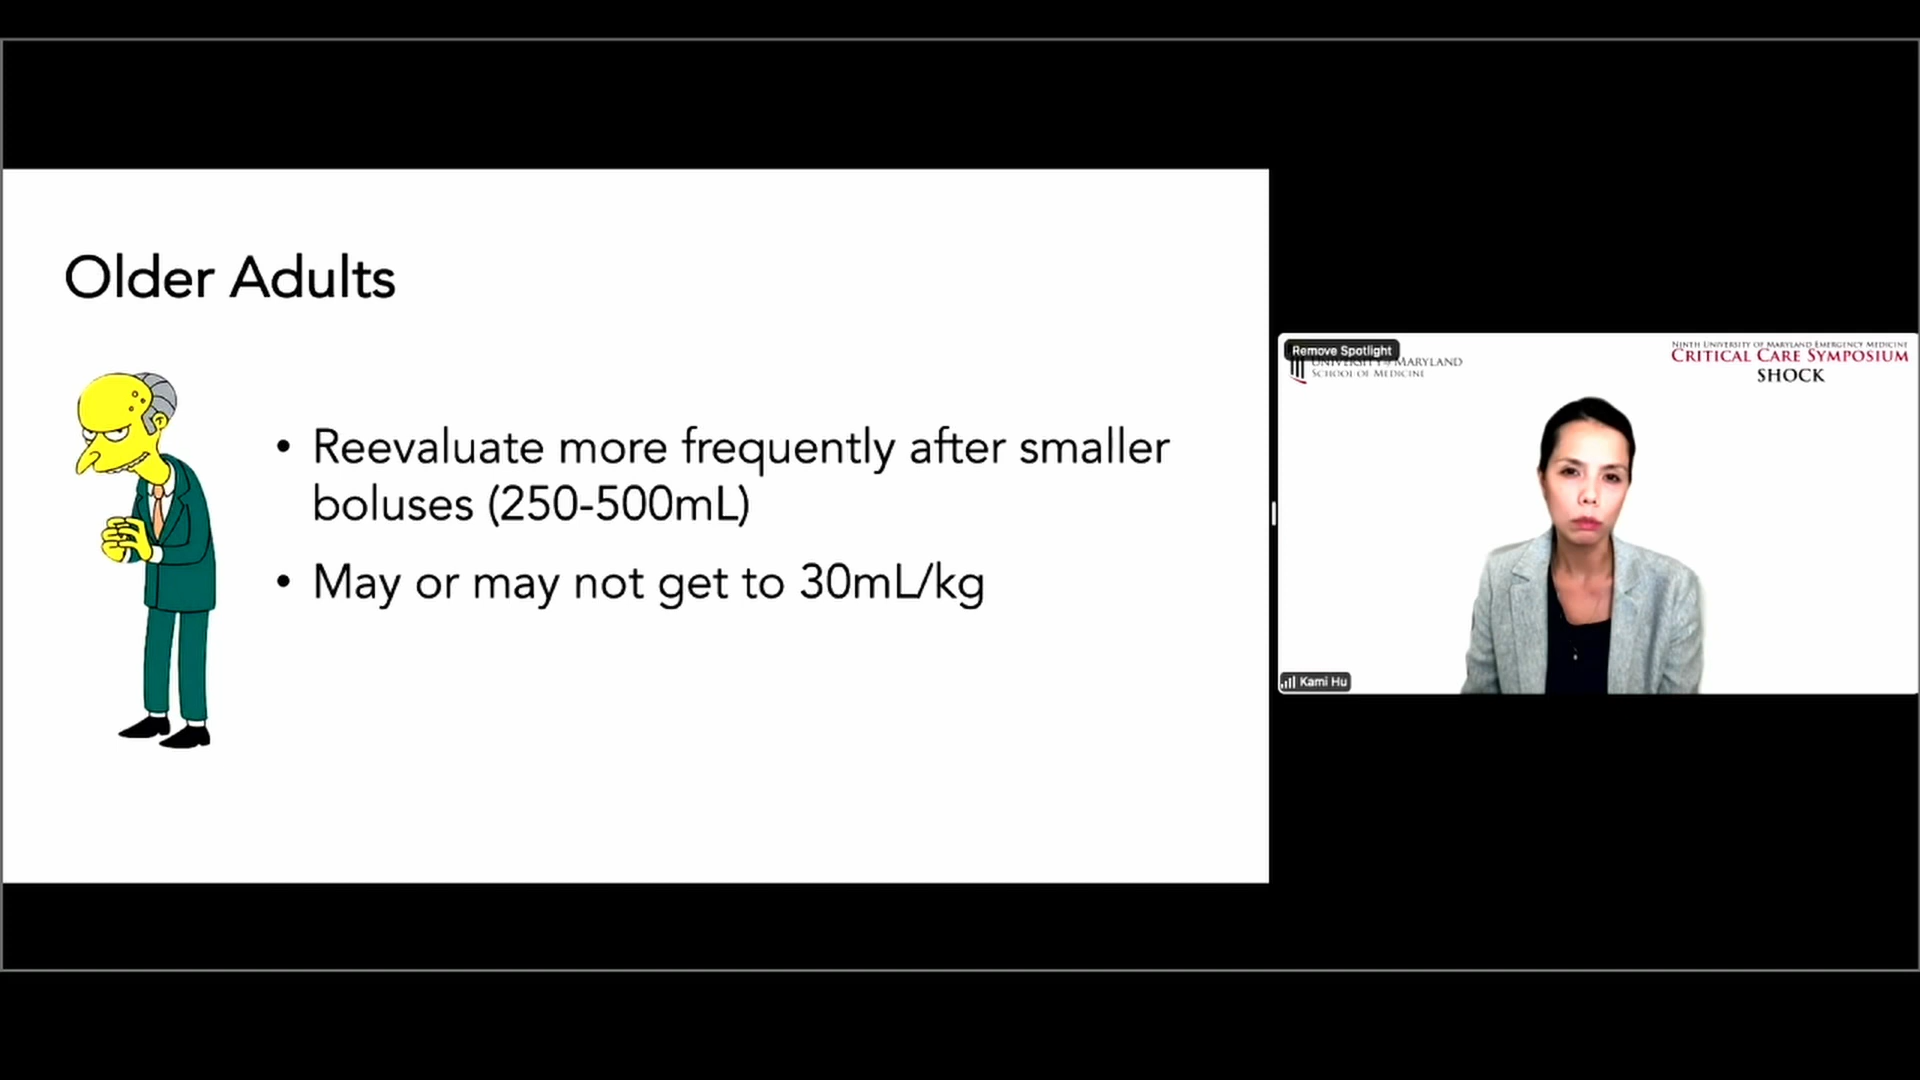 Older Adults
• Reevaluate more frequently after smaller
boluses (250-500mL)
• May or may not get to 30mL/kg
Remove Spotlight
UNIVERSITY of MARYLAND
SCHOOL OF MEDICINE
NINTH UNIVERSITY OF MARYLAND EMERGENCY MEDICINE
CRITICAL CARE SYMPOSIUM
SHOCK
Kami Hu